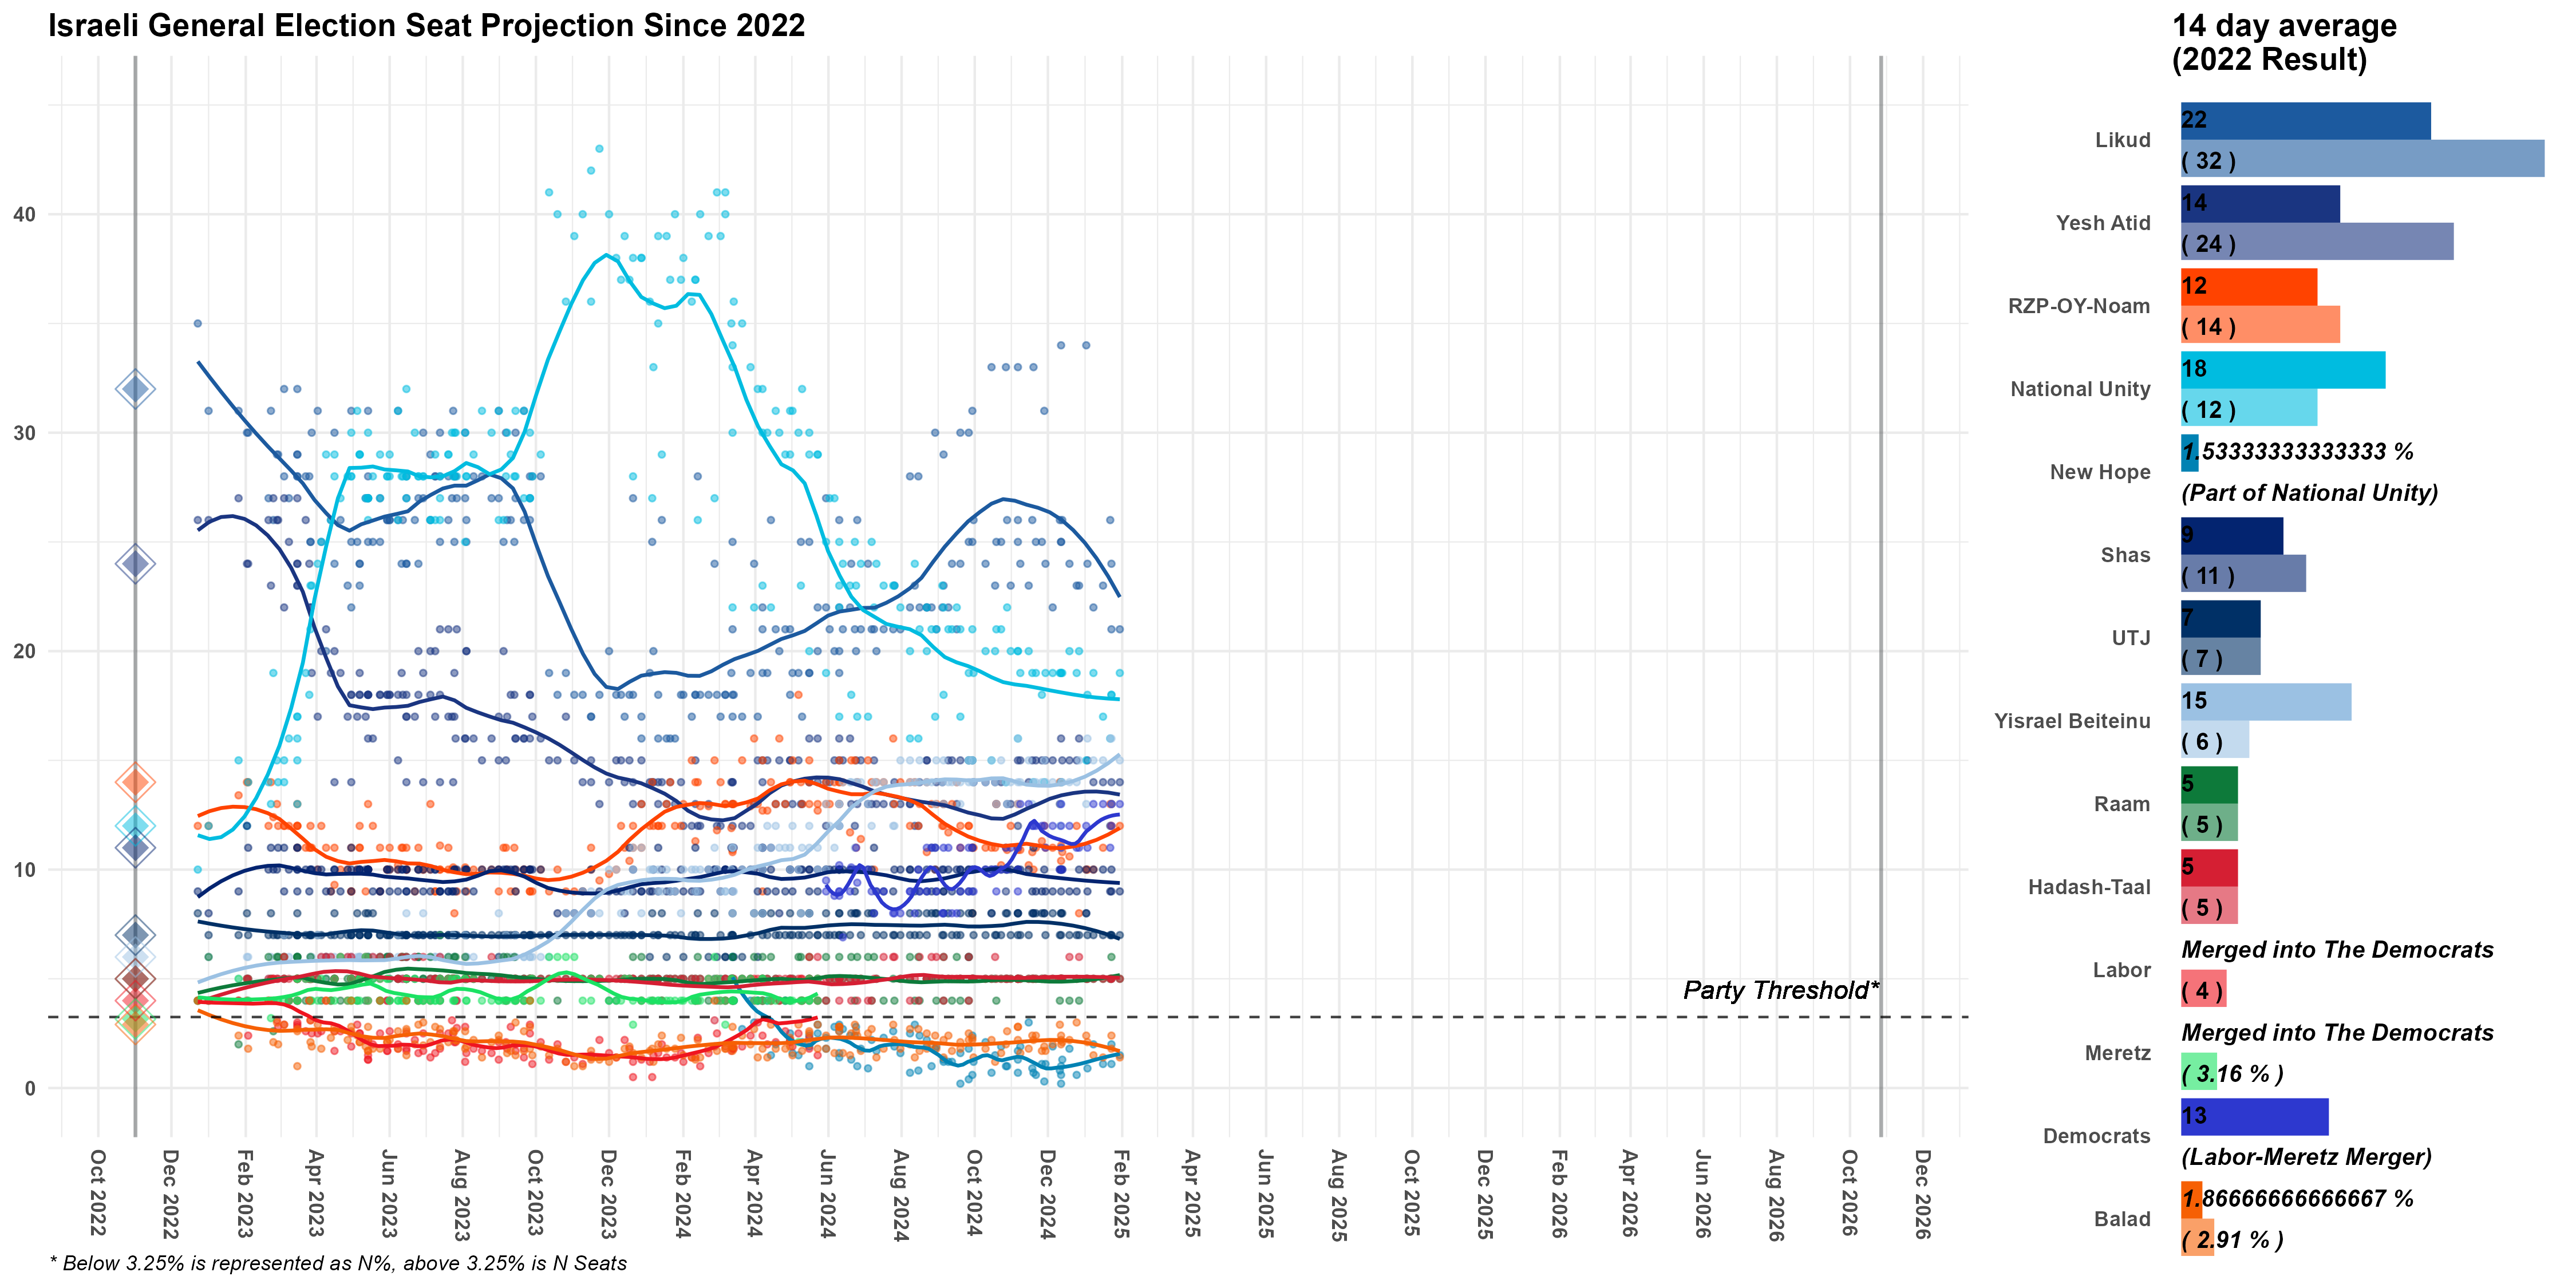 Israeli General Election Seat Projection Since 2022
14 day average
(2022 Result)
40
30
20
10
0
Party Threshold*
Oct 2022
Dec 2022
Feb 2023
Apr 2023
Jun 2023
Aug 2023
Oct 2023
Dec 2023
Feb 2024
Apr 2024
Jun 2024
Aug 2024
Oct 2024
Dec 2024
Feb 2025
Apr 2025
Jun 2025
Aug 2025
Oct 2025
Dec 2025
Feb 2026
Apr 2026
Jun 2026
Aug 2026
Oct 2026
Dec 2026
* Below 3.25% is represented as N%, above 3.25% is N Seats
Likud
22
( 32 )
Yesh Atid
14
( 24 )
RZP-OY-Noam
12
( 14 )
National Unity
18
( 12 )
New Hope
1.53333333333333 %
(Part of National Unity)
Shas
9
( 11 )
UTJ
7
( 7 )
Yisrael Beiteinu
15
( 6 )
Raam
5
( 5 )
Hadash-Taal
5
( 5 )
Labor
Merged into The Democrats
( 4 )
Meretz
Merged into The Democrats
( 3.16 % )
Democrats
13
(Labor-Meretz Merger)
Balad
1.86666666666667 %
( 2.91 % )